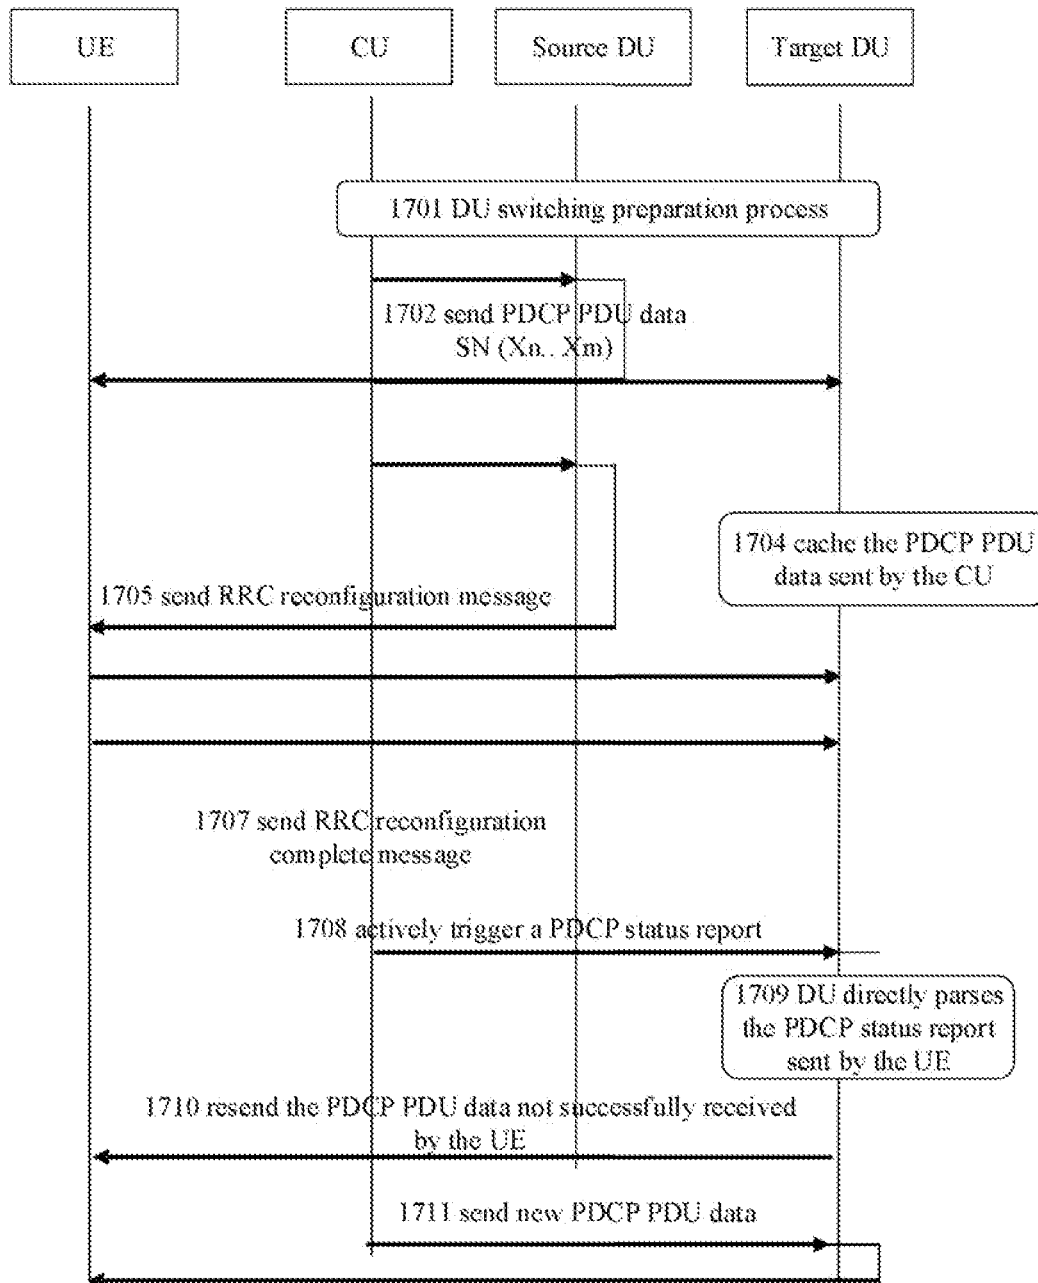 UE
CU
Source DU
Target DU
1701 DU switching preparation process
1702 send PDCP PDU data
SN (Xn.. Xm)
1704 cache the PDCP PDU
data sent by the CU
1705 send RRC reconfiguration message
1707 send RRC reconfiguration
complete message
1708 actively trigger a PDCP status report
1709 DU directly parses
the PDCP status report
sent by the UE
1710 resend the PDCP PDU data not successfully received
by the UE
1711 send new PDCP PDU data